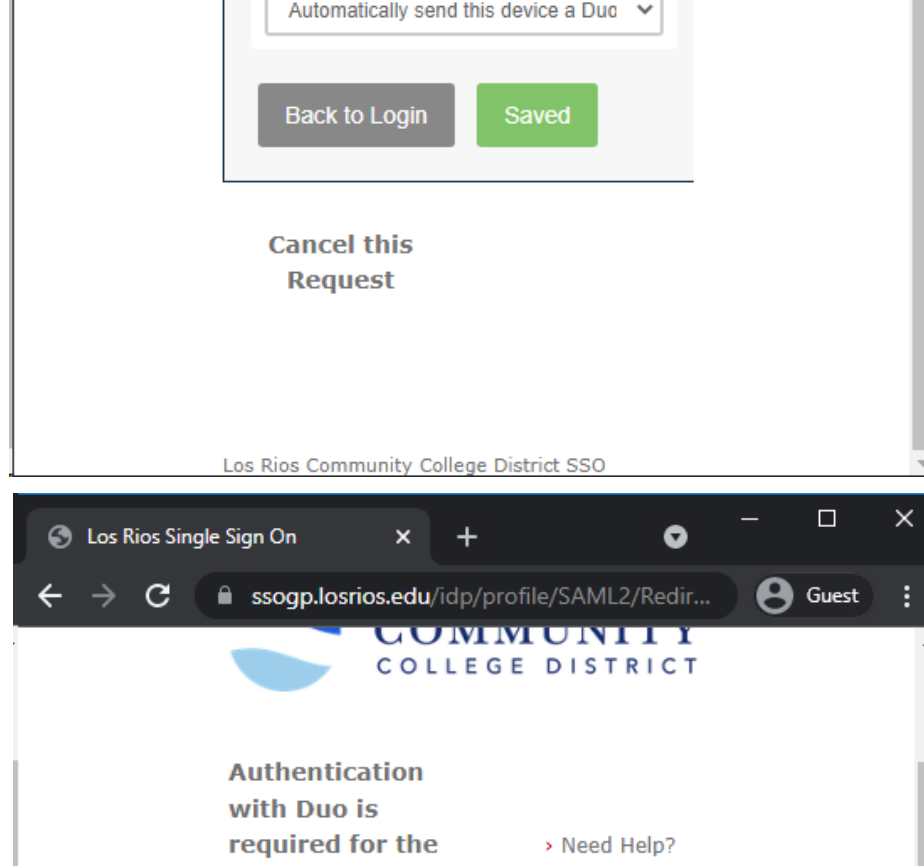 Automatically send this device a Duo
Back to Login Saved
Cancel this
Request
Los Rios Community College District SSO
Los Rios Single Sign On
ssogp.losrios.edu/idp/profile/SAML2/Redir... Guest
COMMUNITY
COLLEGE DISTRICT
Authentication
with Duo is
required for the
› Need Help?